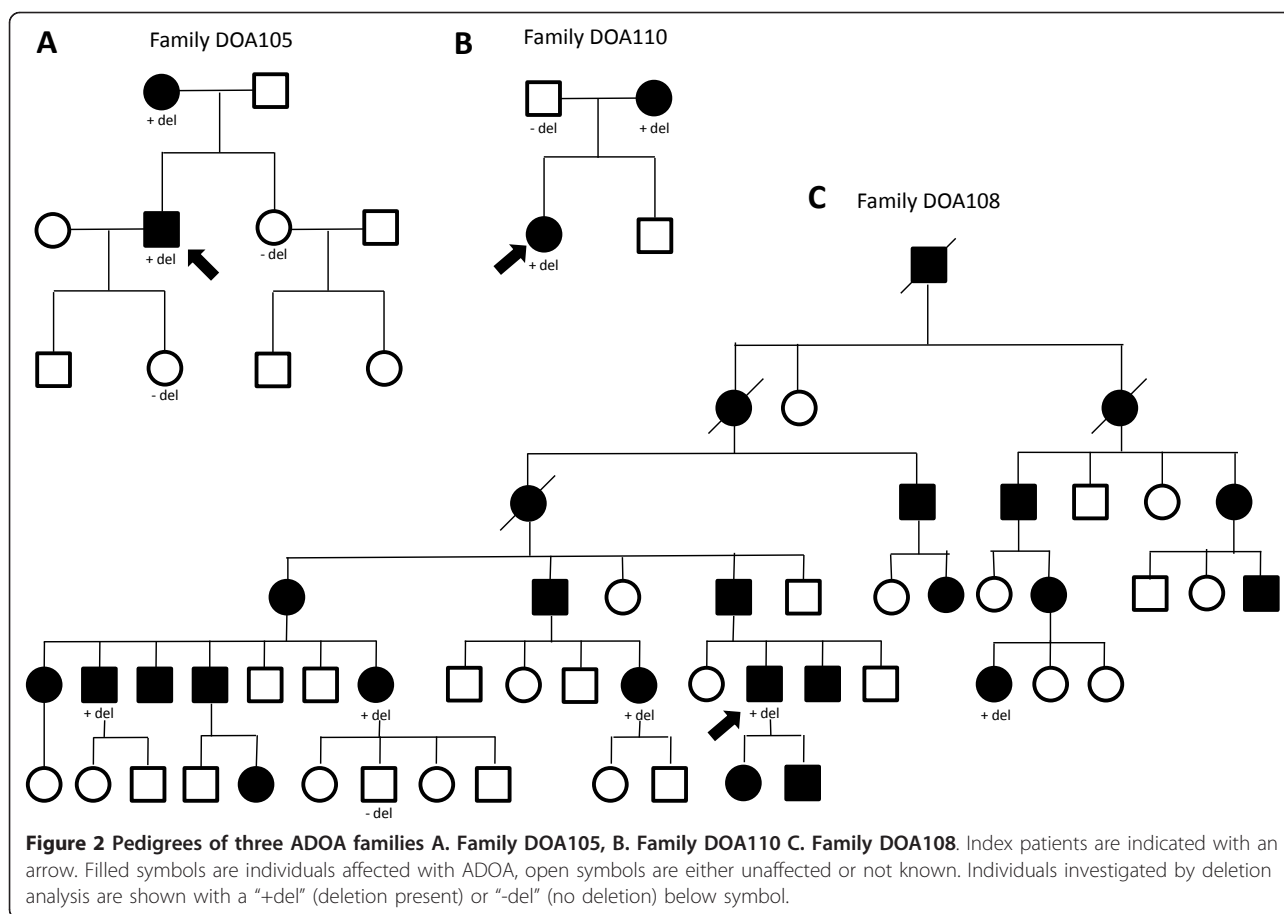 A Family DOA105
B Family DOA110
+ del
- del
+ del
C Family DOA108
+ del
- del
+ del
- del
+ del
+ del
+ del
+ del
+ del
- del
Figure 2 Pedigrees of three ADOA families A. Family DOA105, B. Family DOA110 C. Family DOA108. Index patients are indicated with an
arrow. Filled symbols are individuals affected with ADOA, open symbols are either unaffected or not known. Individuals investigated by deletion
analysis are shown with a “+del” (deletion present) or “-del” (no deletion) below symbol.